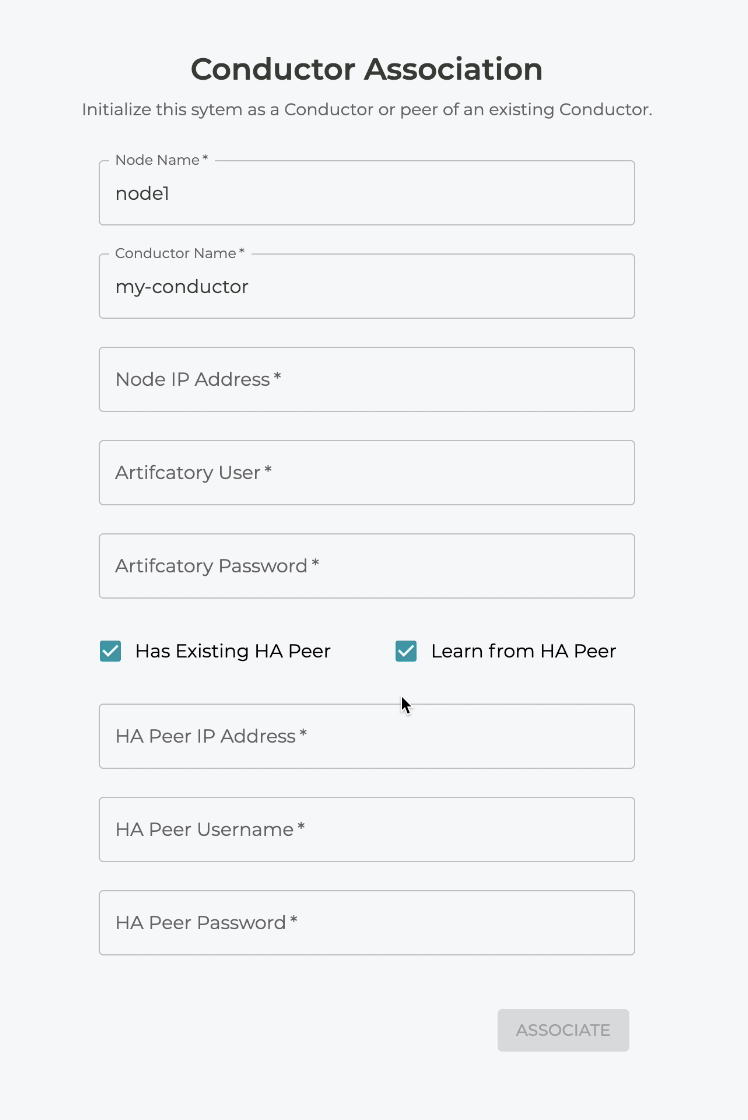 Conductor Association
Initialize this sytem as a Conductor or peer of an existing Conductor.
Node Name *
node1
Conductor Name *
my-conductor
Node IP Address *
Artifcatory User *
Artifcatory Password *
Has Existing HA Peer
Learn from HA Peer
HA Peer IP Address *
HA Peer Username *
HA Peer Password *
ASSOCIATE